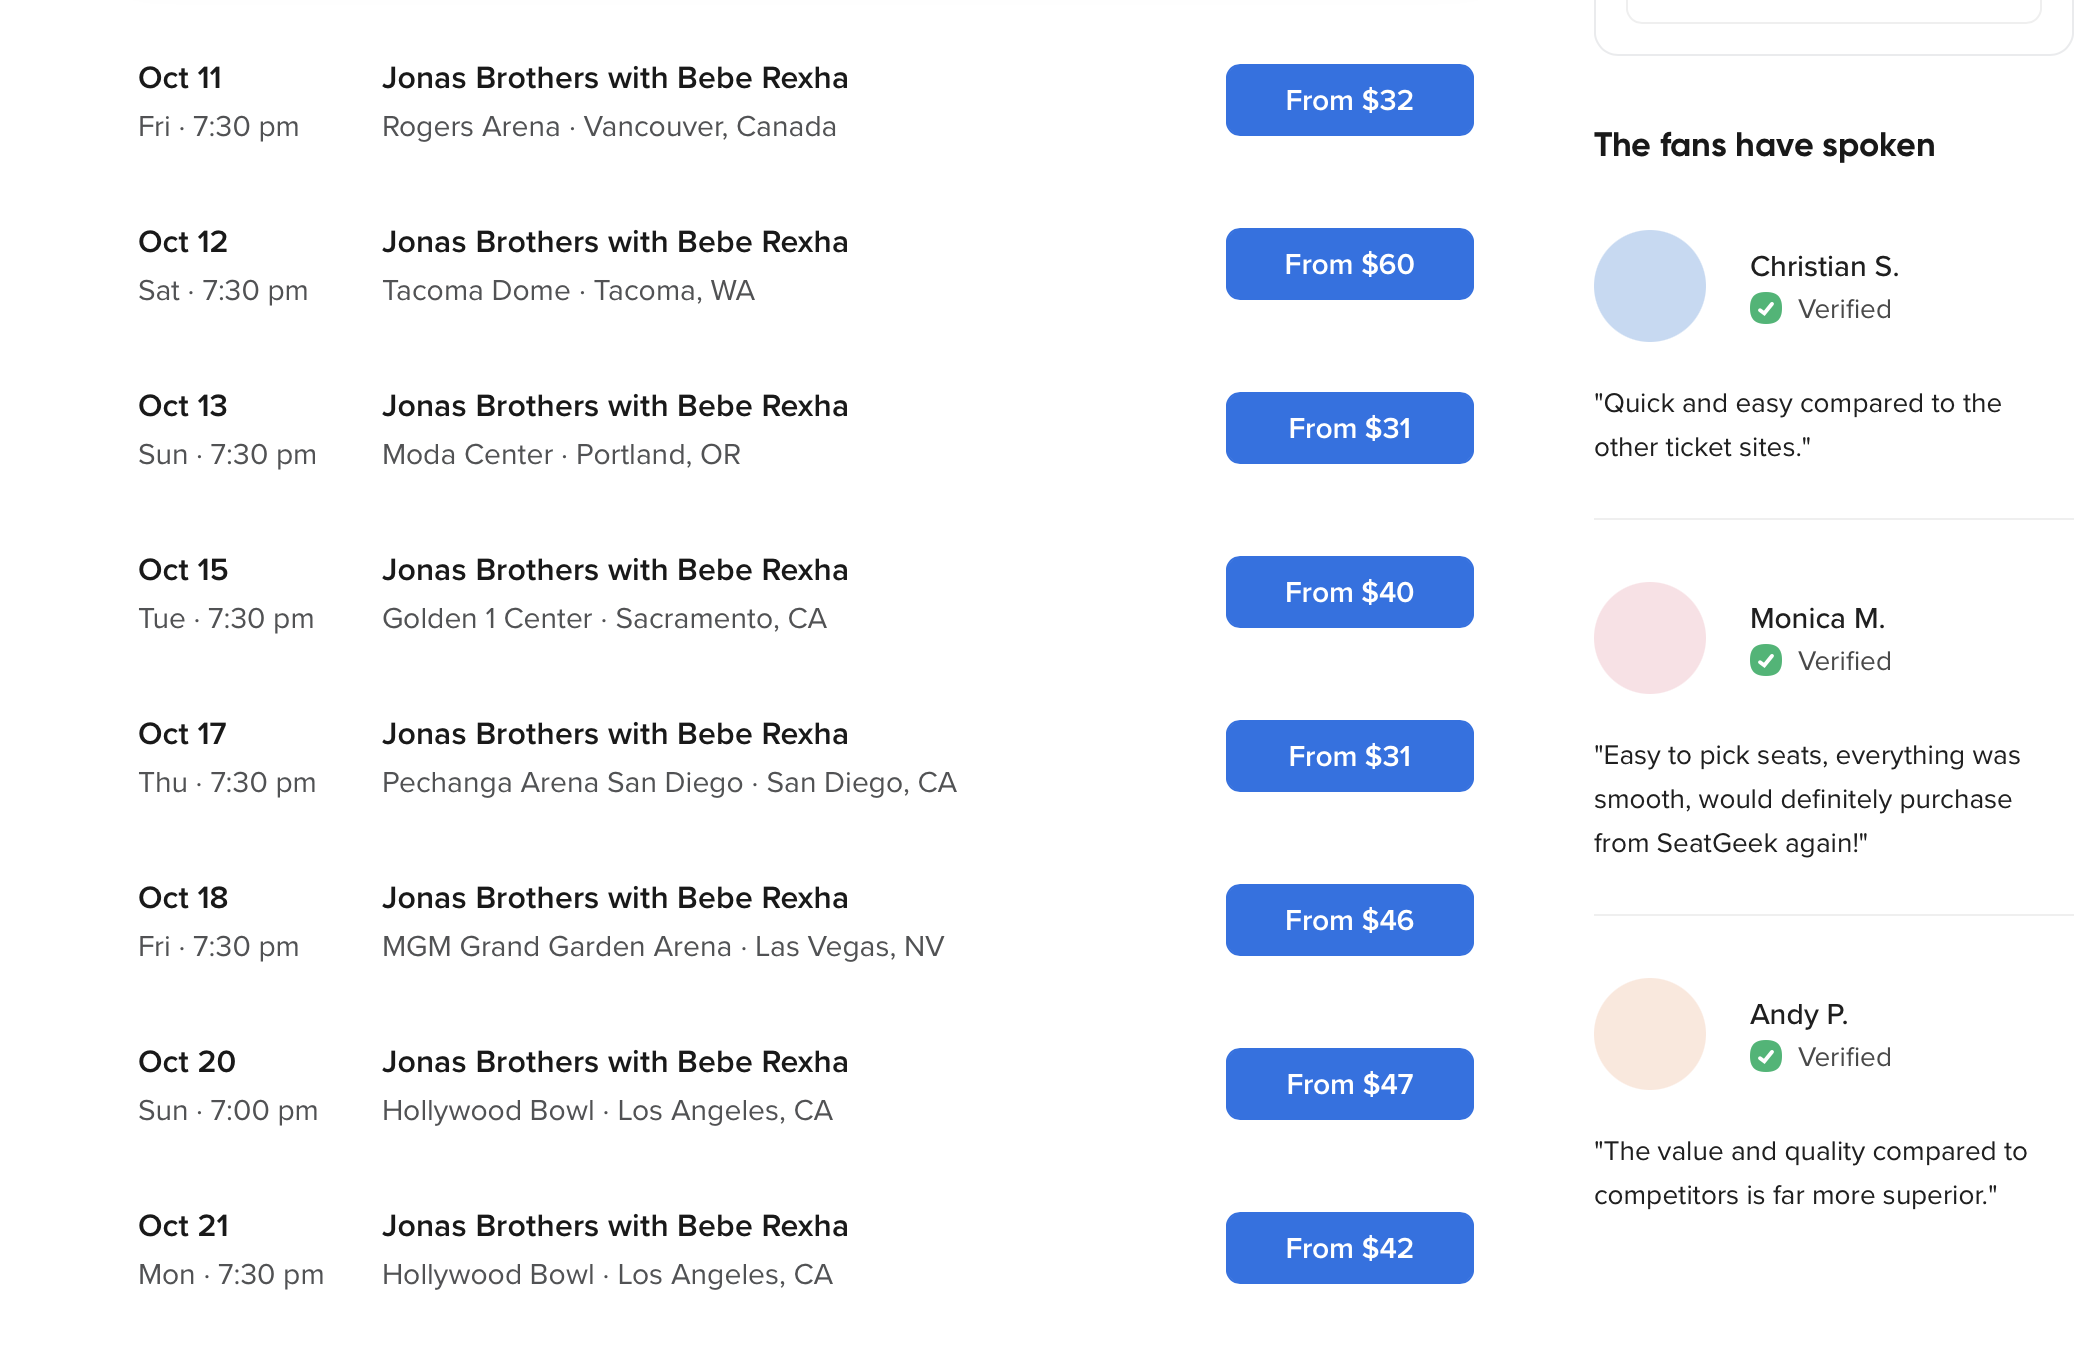 Oct 11
Jonas Brothers with Bebe Rexha
Fri · 7:30 pm
Rogers Arena · Vancouver, Canada
From $32
Oct 12
Jonas Brothers with Bebe Rexha
Sat · 7:30 pm
Tacoma Dome · Tacoma, WA
From $60
Oct 13
Jonas Brothers with Bebe Rexha
Sun · 7:30 pm
Moda Center · Portland, OR
From $31
Oct 15
Jonas Brothers with Bebe Rexha
Tue · 7:30 pm
Golden 1 Center · Sacramento, CA
From $40
Oct 17
Jonas Brothers with Bebe Rexha
Thu · 7:30 pm
Pechanga Arena San Diego · San Diego, CA
From $31
Oct 18
Jonas Brothers with Bebe Rexha
Fri · 7:30 pm
MGM Grand Garden Arena · Las Vegas, NV
From $46
Oct 20
Jonas Brothers with Bebe Rexha
Sun · 7:00 pm
Hollywood Bowl · Los Angeles, CA
From $47
Oct 21
Jonas Brothers with Bebe Rexha
Mon · 7:30 pm
Hollywood Bowl · Los Angeles, CA
From $42
The fans have spoken
Christian S.
Verified
"Quick and easy compared to the
other ticket sites."
Monica M.
Verified
"Easy to pick seats, everything was
smooth, would definitely purchase
from SeatGeek again!"
Andy P.
Verified
"The value and quality compared to
competitors is far more superior."